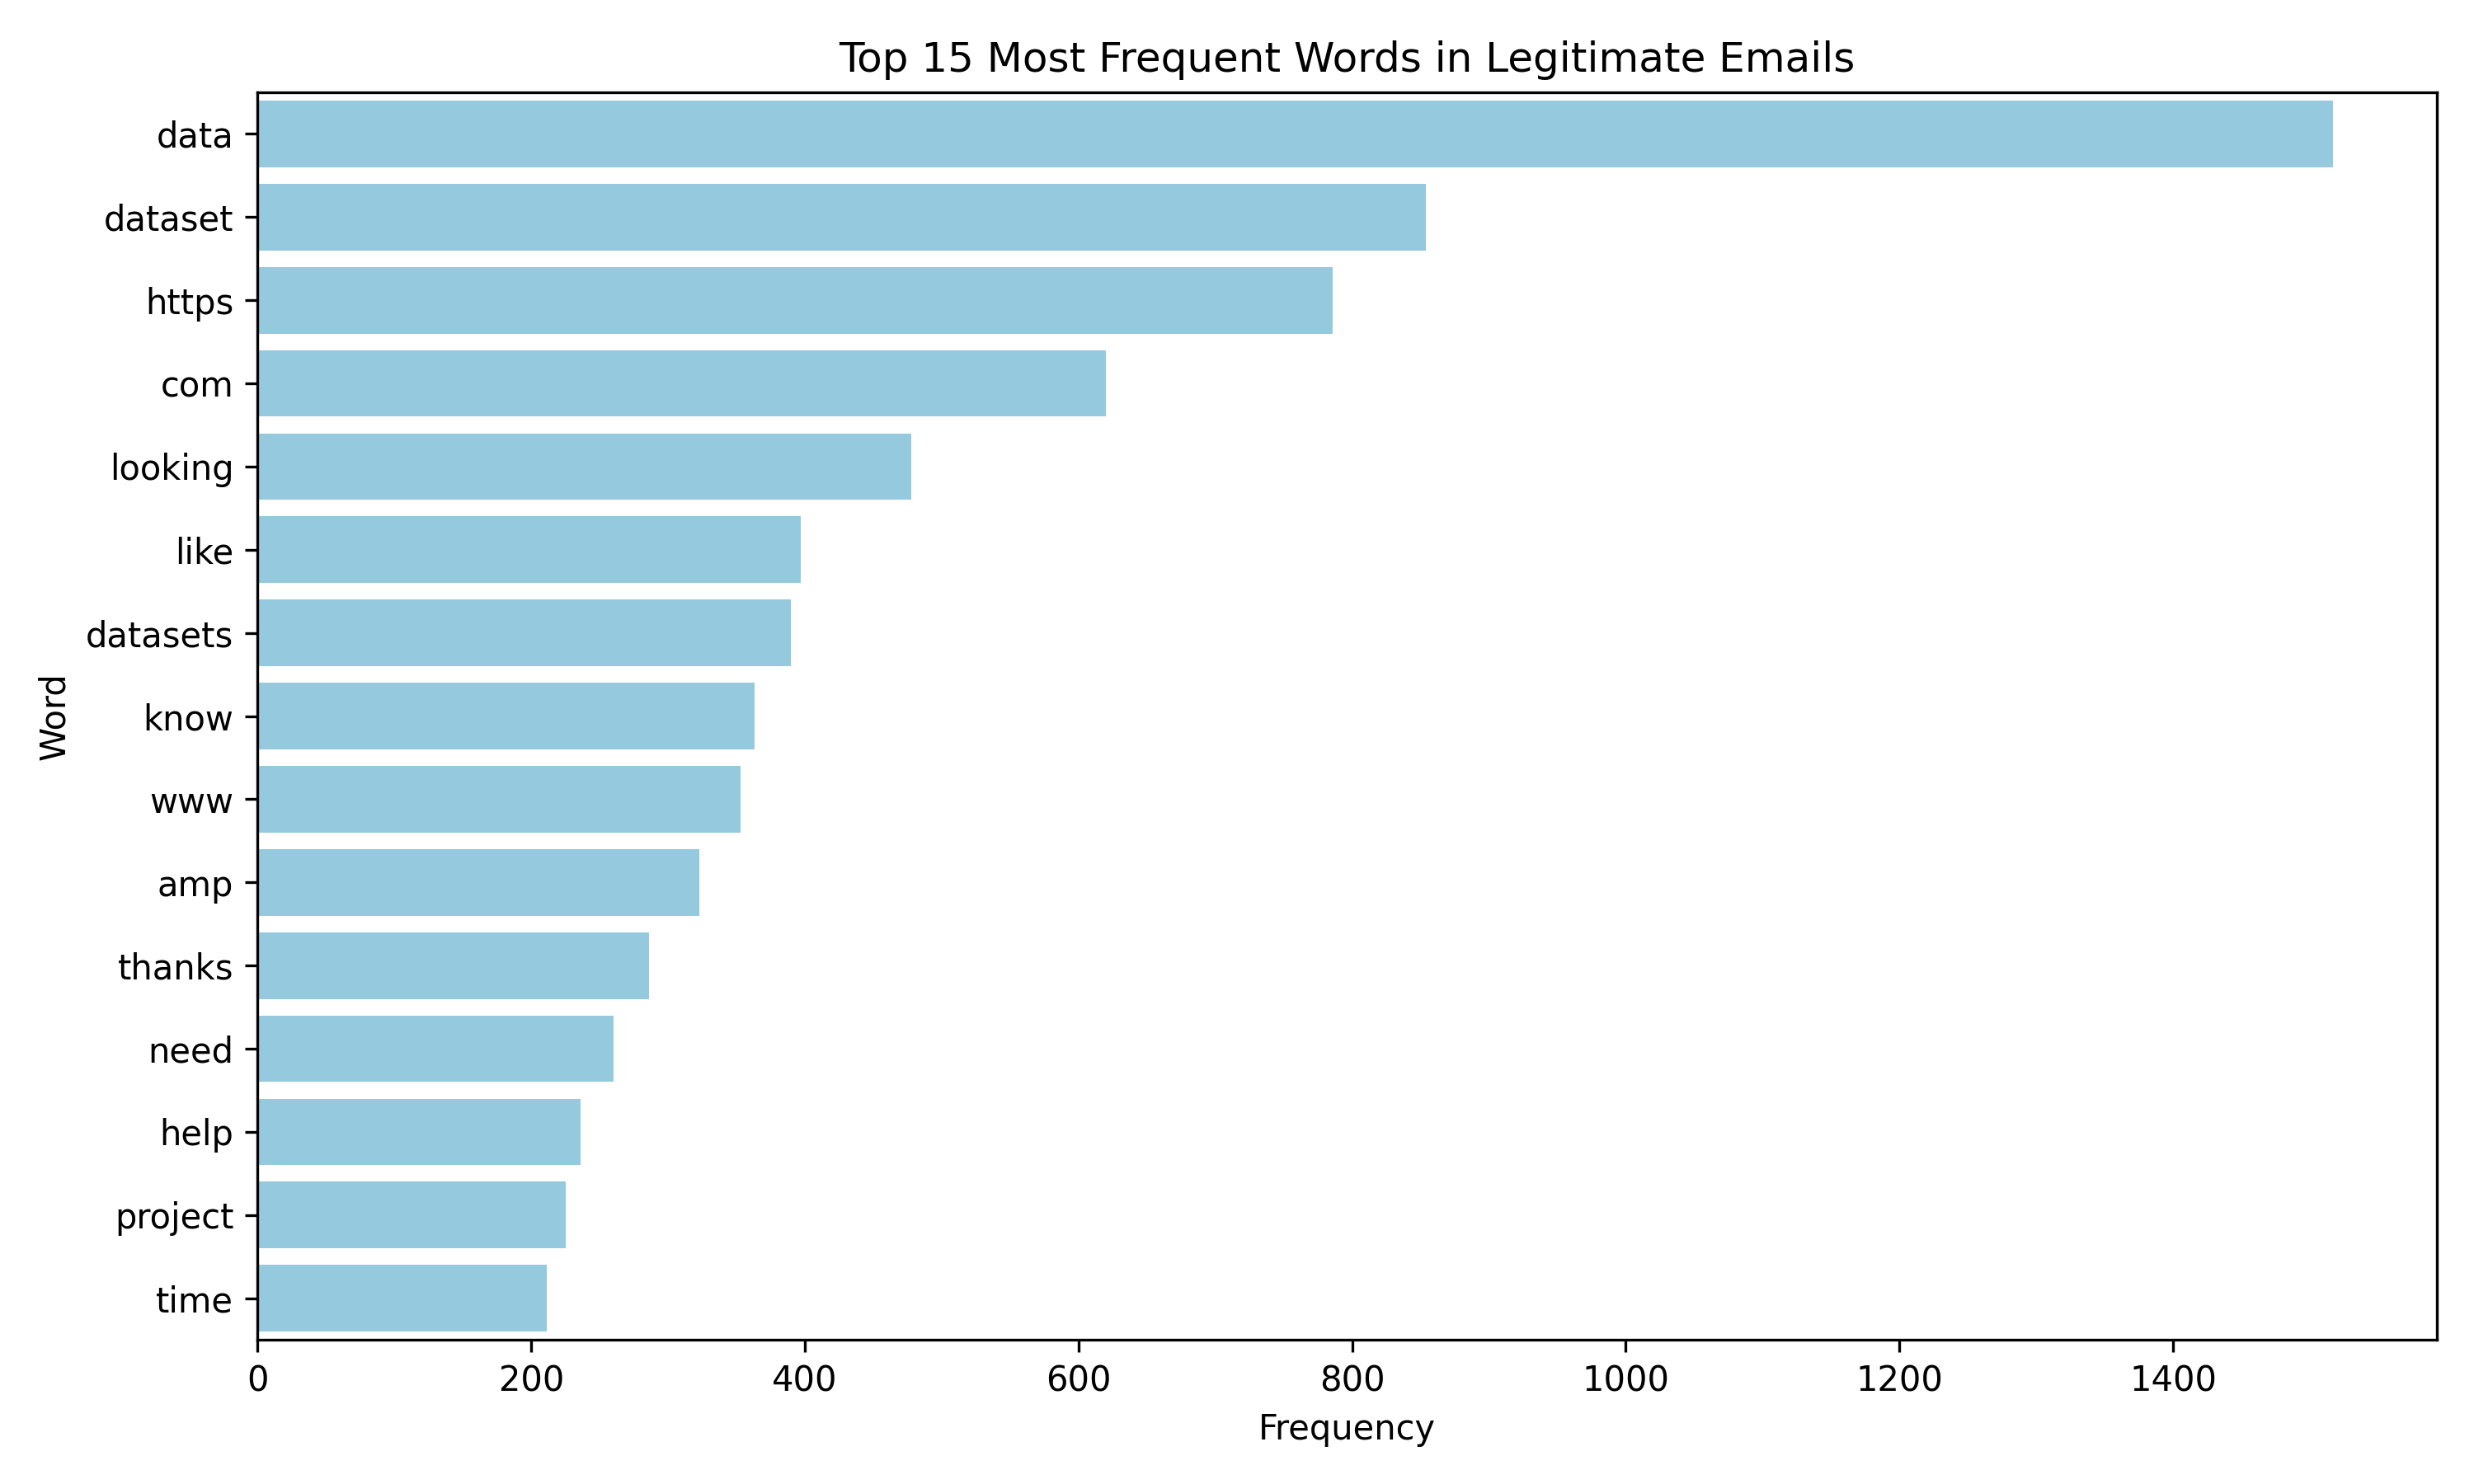 Top 15 Most Frequent Words in Legitimate Emails
Word
data
dataset
https
com
looking
like
datasets
know
www
amp
thanks
need
help
project
time
0 200 400 600 800 1000 1200 1400
Frequency